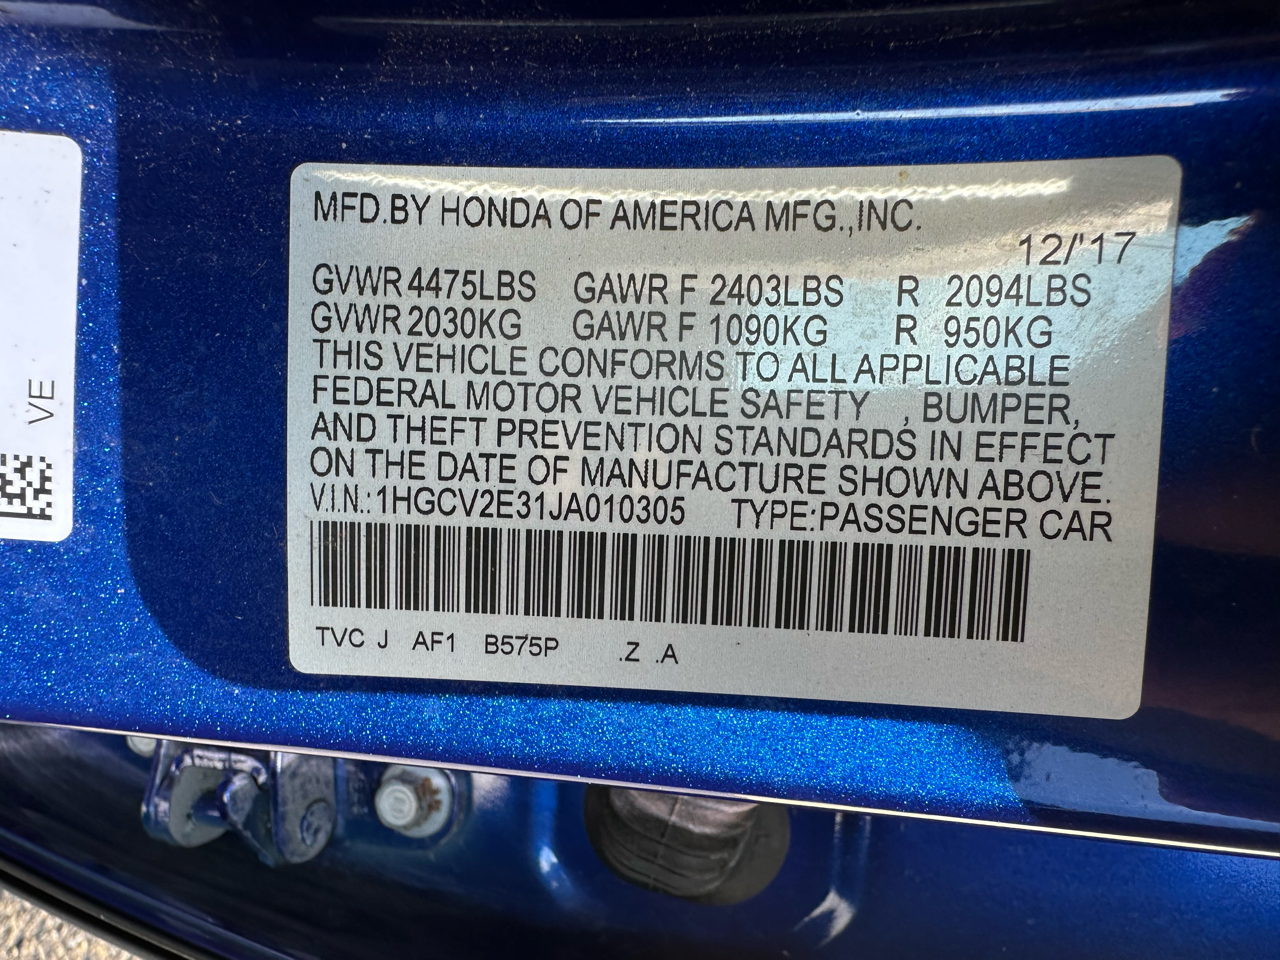 MFD.BY HONDA OF AMERICA MFG.,INC.
12/'17
GVWR 4475LBS GAWR F 2403LBS R 2094LBS
GVWR 2030KG GAWR F 1090KG R 950KG
THIS VEHICLE CONFORMS TO ALL APPLICABLE
FEDERAL MOTOR VEHICLE SAFETY , BUMPER,
AND THEFT PREVENTION STANDARDS IN EFFECT
ON THE DATE OF MANUFACTURE SHOWN ABOVE.
V.I.N.:1HGCV2E31JA010305 TYPE:PASSENGER CAR
TVC J AF1 B575P .Z .A
VE